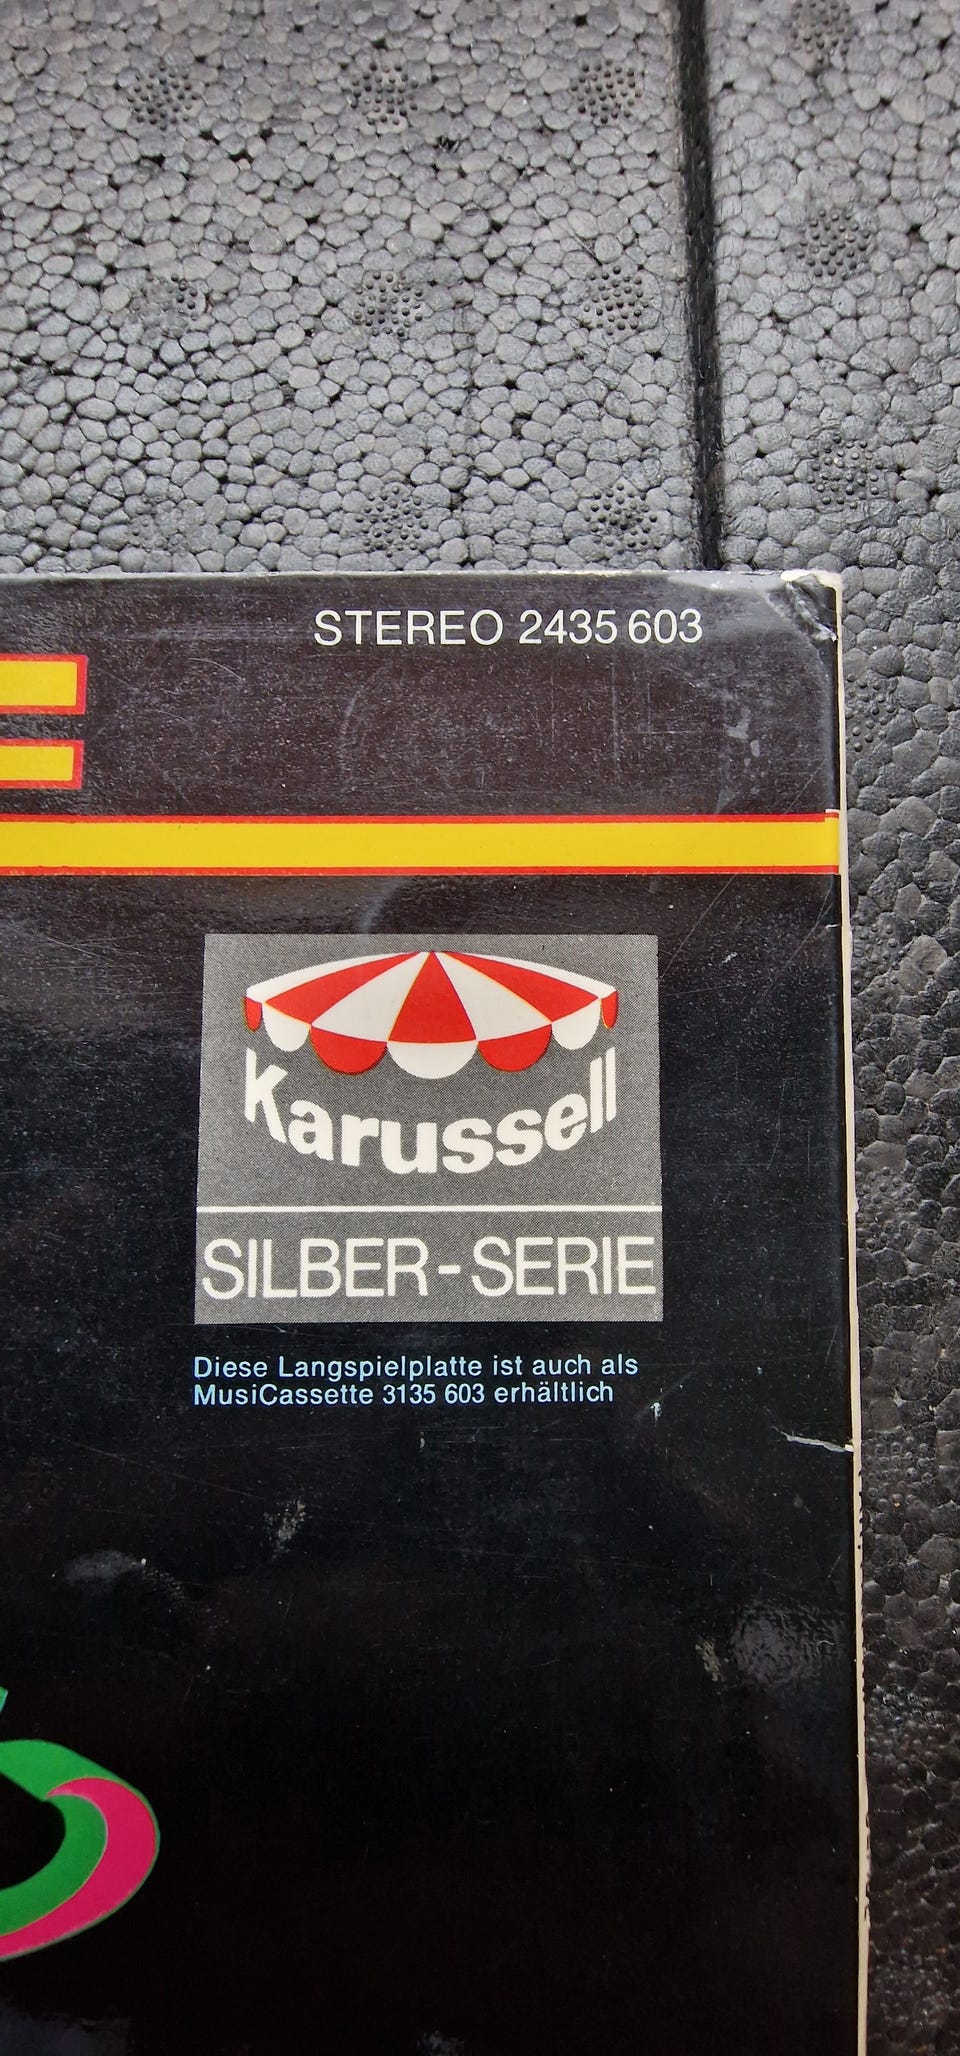 STEREO 2435 603
Karussell
SILBER-SERIE
Diese Langspielplatte ist auch als
MusiCassette 3135 603 erhältlich